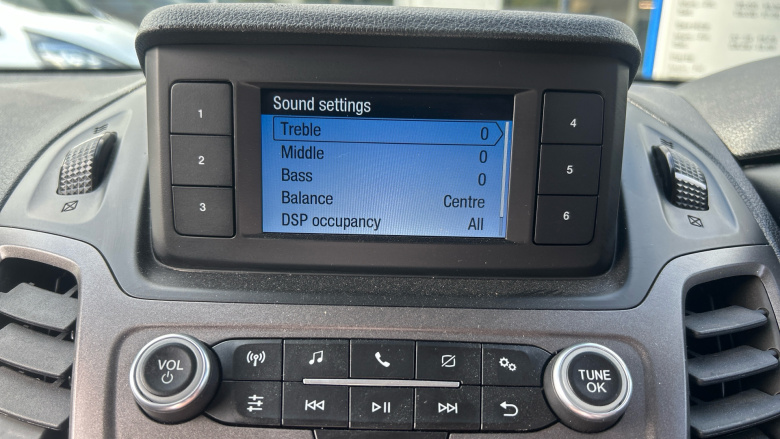 Sound settings
Treble 0
Middle 0
Bass 0
Balance Centre
DSP occupancy All
1
2
3
4
5
6
VOL
TUNE
OK